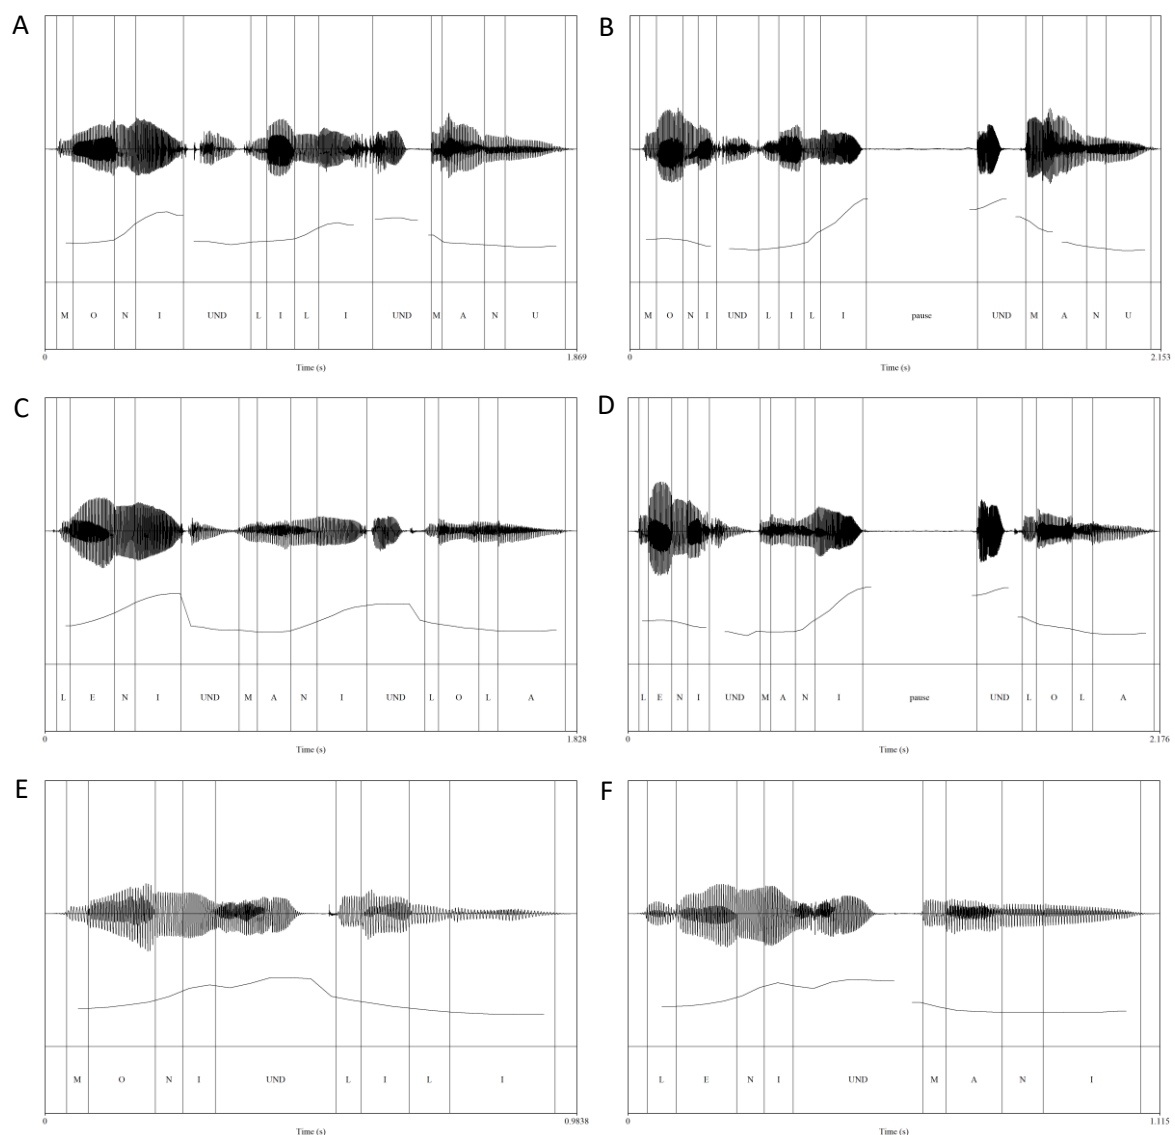 A
M O N I UND L I L I UND M A N U
0 1.869
Time (s)
B
M O N I UND L I L I pause UND M A N U
0 2.153
Time (s)
C
L E N I UND M A N I UND L O L A
0 1.828
Time (s)
D
L E N I UND M A N I pause UND L O L A
0 2.176
Time (s)
E
M O N I UND L I L I
0 0.9838
Time (s)
F
L E N I UND M A N I
0 1.115
Time (s)